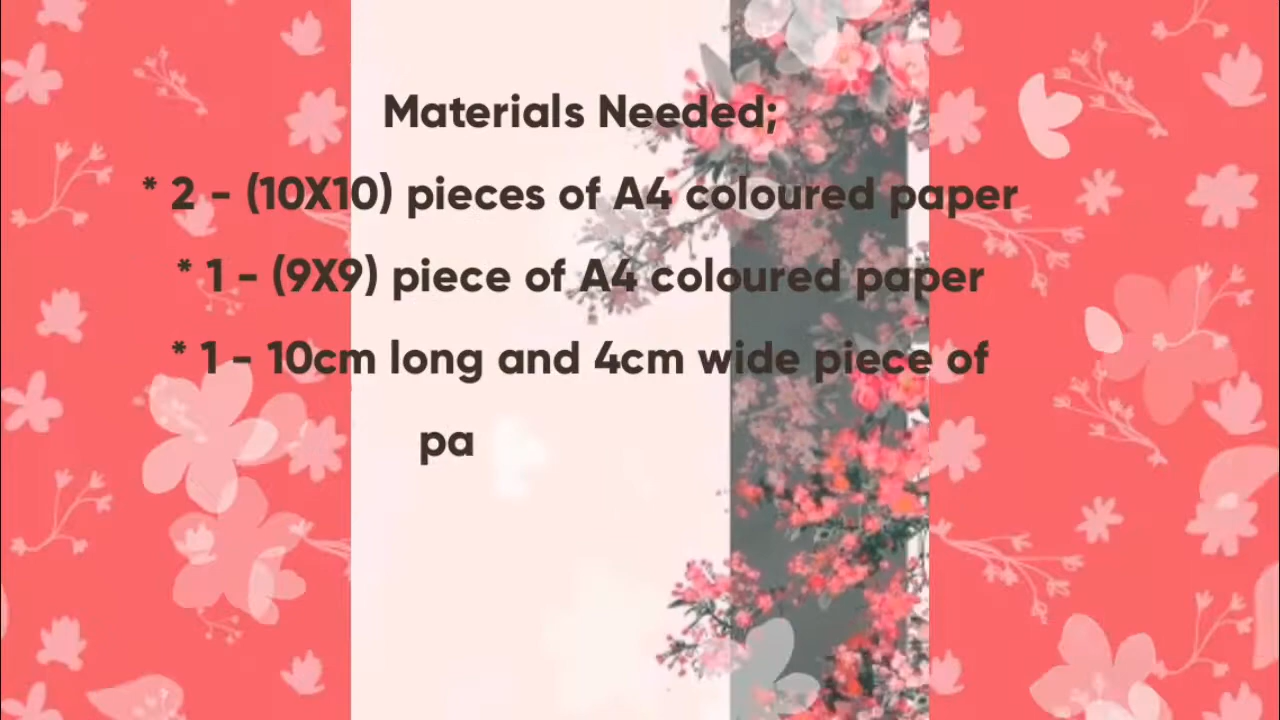 Materials Needed;
* 2 - (10X10) pieces of A4 coloured paper
* 1 - (9X9) piece of A4 coloured paper
* 1 - 10cm long and 4cm wide piece of
pa